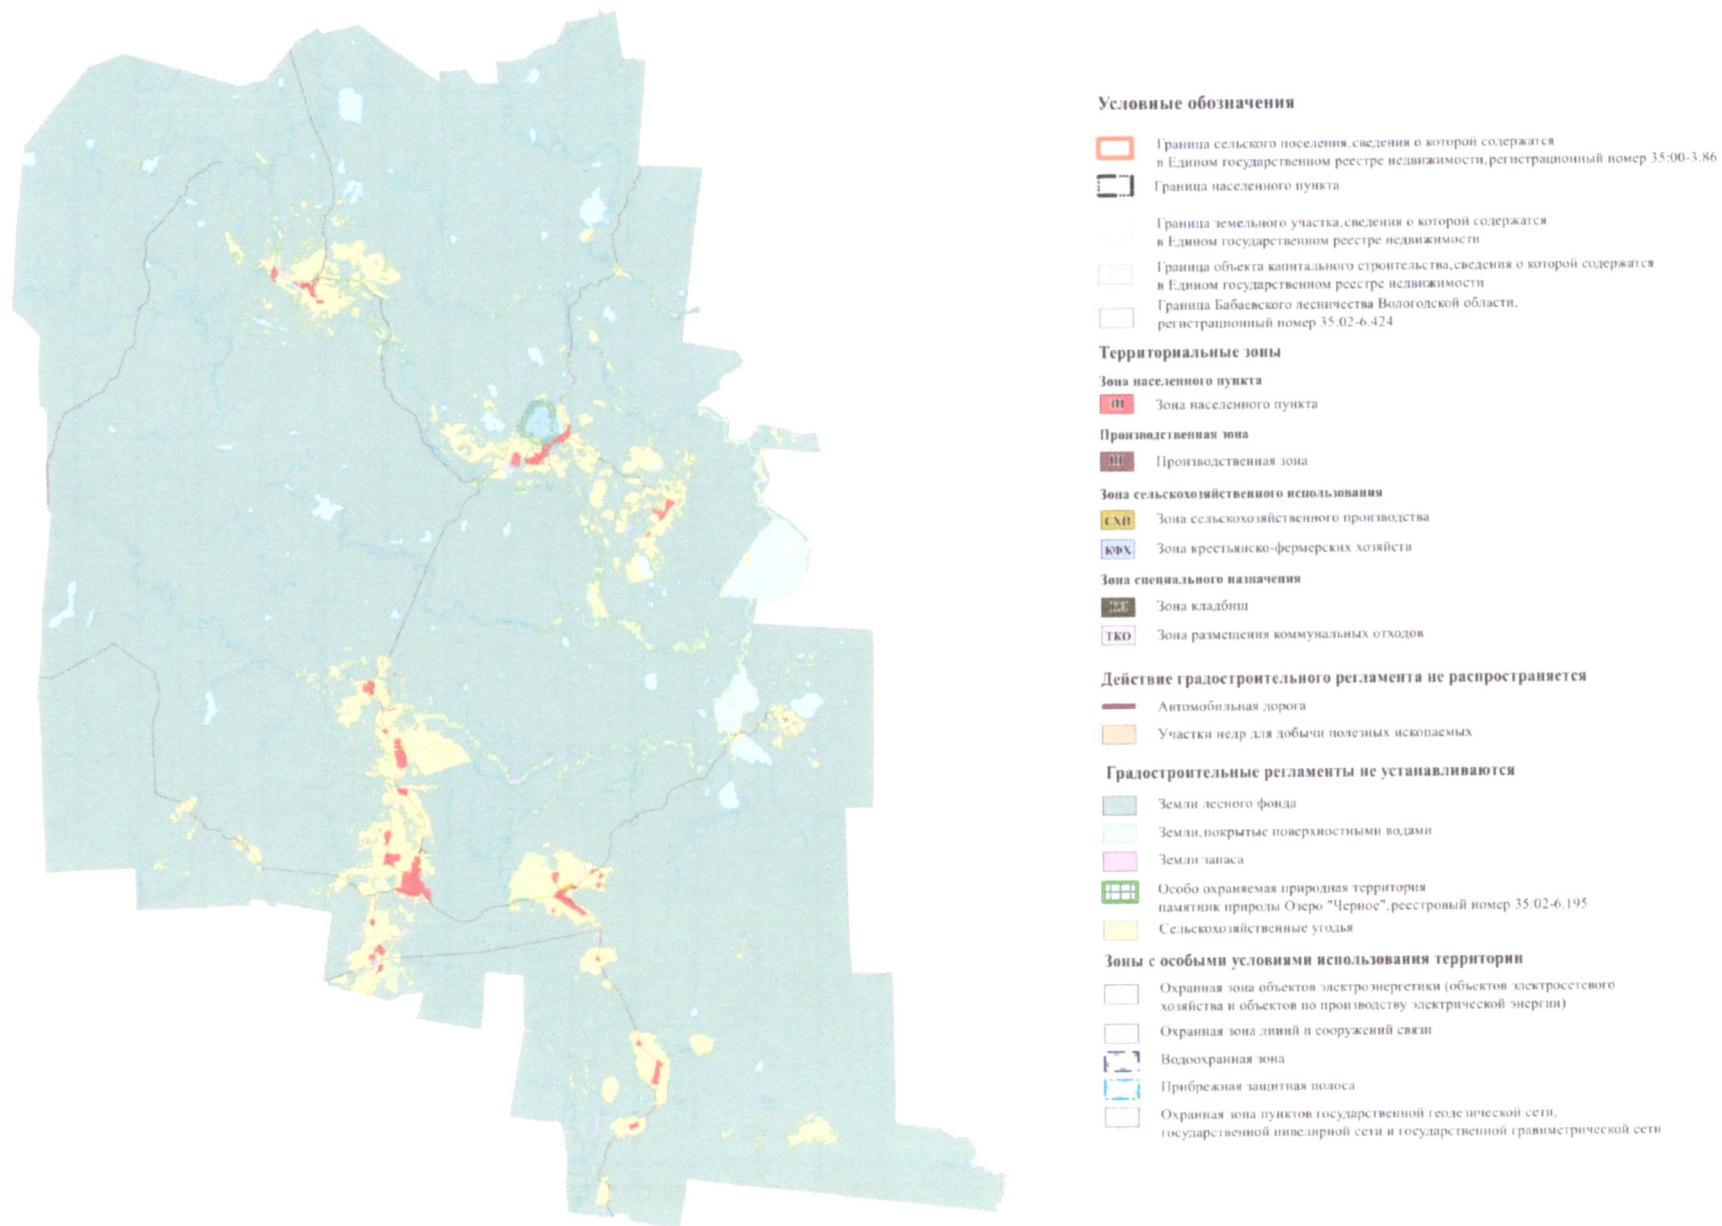 Условные обозначения
Граница сельского поселения, сведения о которой содержатся
в Едином государственном реестре недвижимости, регистрационный номер 35:00-3.86
Граница населенного пункта
Граница земельного участка, сведения о которой содержатся
в Едином государственном реестре недвижимости
Граница объекта капитального строительства, сведения о которой содержатся
в Едином государственном реестре недвижимости
Граница Бабаевского лесничества Вологодской области,
регистрационный номер 35.02-6.424
Территориальные зоны
Зона населенного пункта
ЗП Зона населенного пункта
Производственная зона
Производственная зона
Зона сельскохозяйственного использования
СХП Зона сельскохозяйственного производства
КФХ Зона крестьянско-фермерских хозяйств
Зона специального назначения
Зона кладбищ
ТКО Зона размещения коммунальных отходов
Действие градостроительного регламента не распространяется
Автомобильная дорога
Участки недр для добычи полезных ископаемых
Градостроительные регламенты не устанавливаются
Земли лесного фонда
Земли, покрытые поверхностными водами
Земли запаса
Особо охраняемая природная территория
памятник природы Озеро "Черное", реестровый номер 35:02-6.195
Сельскохозяйственные угодья
Зоны с особыми условиями использования территории
Охранная зона объектов электроэнергетики (объектов электросетевого
хозяйства и объектов по производству электрической энергии)
Охранная зона линий и сооружений связи
Водоохранная зона
Прибрежная защитная полоса
Охранная зона пунктов государственной геодезической сети,
государственной нивелирной сети и государственной гравиметрической сети